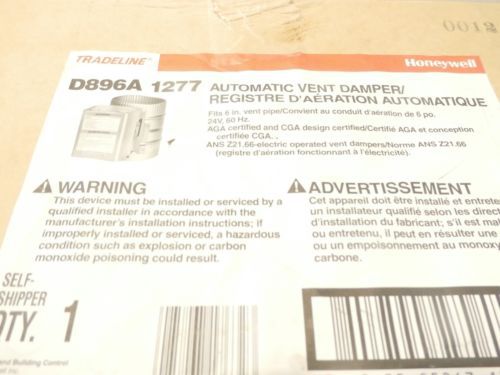 0012
TRADELINE®
Honeywell
D896A 1277
AUTOMATIC VENT DAMPER/
REGISTRE D'AÉRATION AUTOMATIQUE
Fits 6 in. vent pipe/Convient au conduit d'aération de 6 po.
24V, 60 Hz.
AGA certified and CGA design certified/Certifié AGA et conception
certifiée CGA.
ANS Z21.66-electric operated vent dampers/Norme ANS Z21.66
(registre d'aération fonctionnant à l'électricité).
WARNING
This device must be installed or serviced by a
qualified installer in accordance with the
manufacturer's installation instructions; if
improperly installed or serviced, a hazardous
condition such as explosion or carbon
monoxide poisoning could result.
AVERTISSEMENT
Cet appareil doit être installé et entrete
un installateur qualifié selon les direct
d'installation du fabricant; s'il est mal
ou entretenu, il peut en résulter une
ou un empoisonnement au monoxy
carbone.
SELF-
SHIPPER
QTY. 1
and Building Control
Inc.